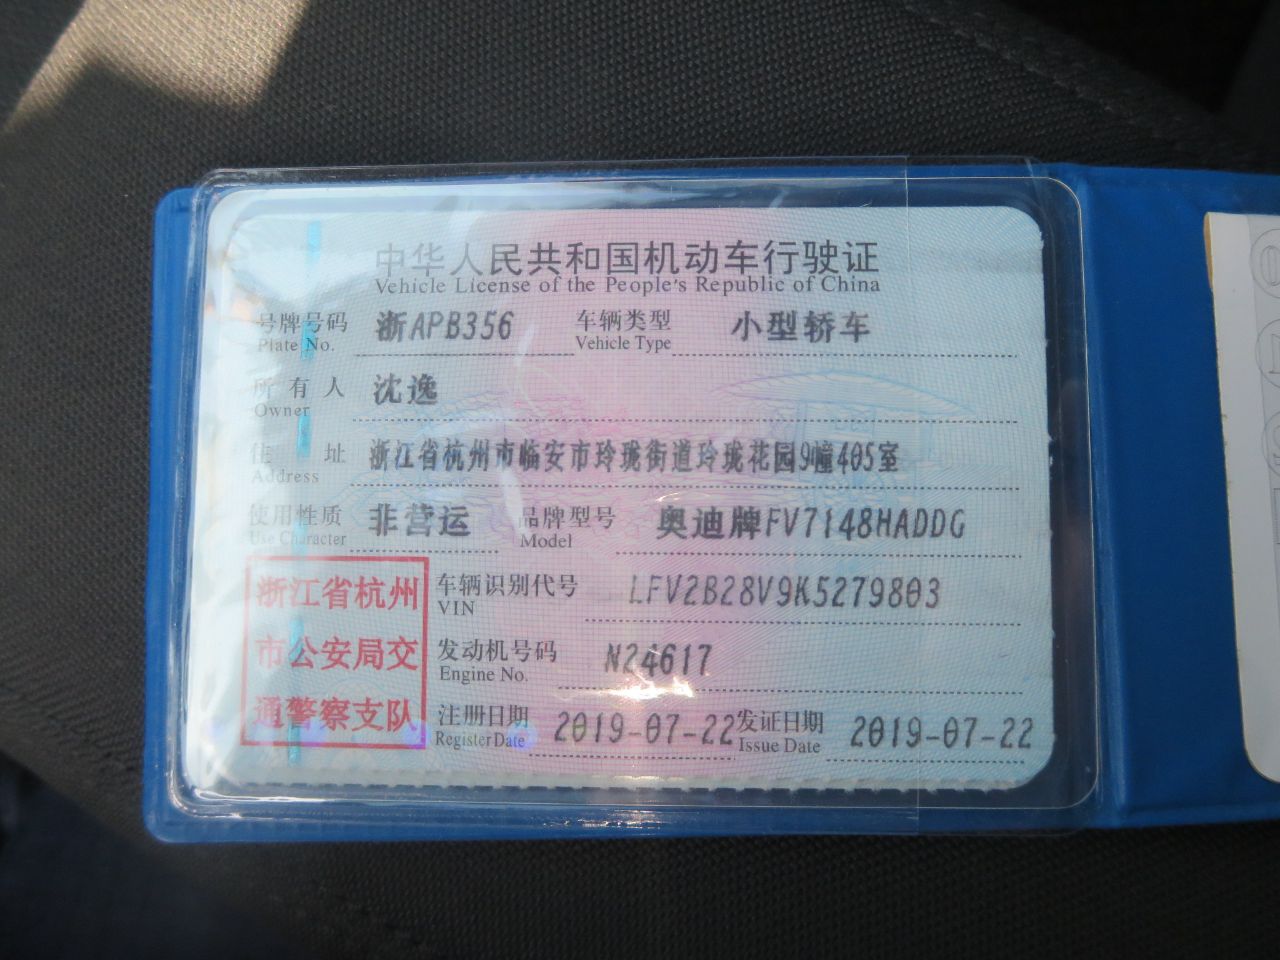 中华人民共和国机动车行驶证
Vehicle License of the People's Republic of China
号牌号码 浙APB356 车辆类型 小型轿车
Plate No. Vehicle Type
所有人 沈逸
Owner
住址 浙江省杭州市临安市玲珑街道玲珑花园9幢405室
Address
使用性质 非营运 品牌型号 奥迪牌FV7148HADDG
Use Character Model
浙江省杭州
市公安局交
通警察支队
车辆识别代号 LFV2B28V9K5279803
VIN
发动机号码 N24617
Engine No.
注册日期 2019-07-22 发证日期 2019-07-22
Register Date Issue Date